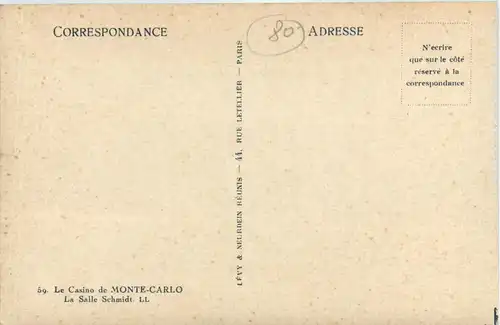 CORRESPONDANCE
80
ADRESSE
N'ecrire
que sur le côté
réservé à la
correspondance
LÉVY & NEURDEIN RÉUNIS — 44, RUE LETELLIER — PARIS
59. Le Casino de MONTE-CARLO
La Salle Schmidt LL